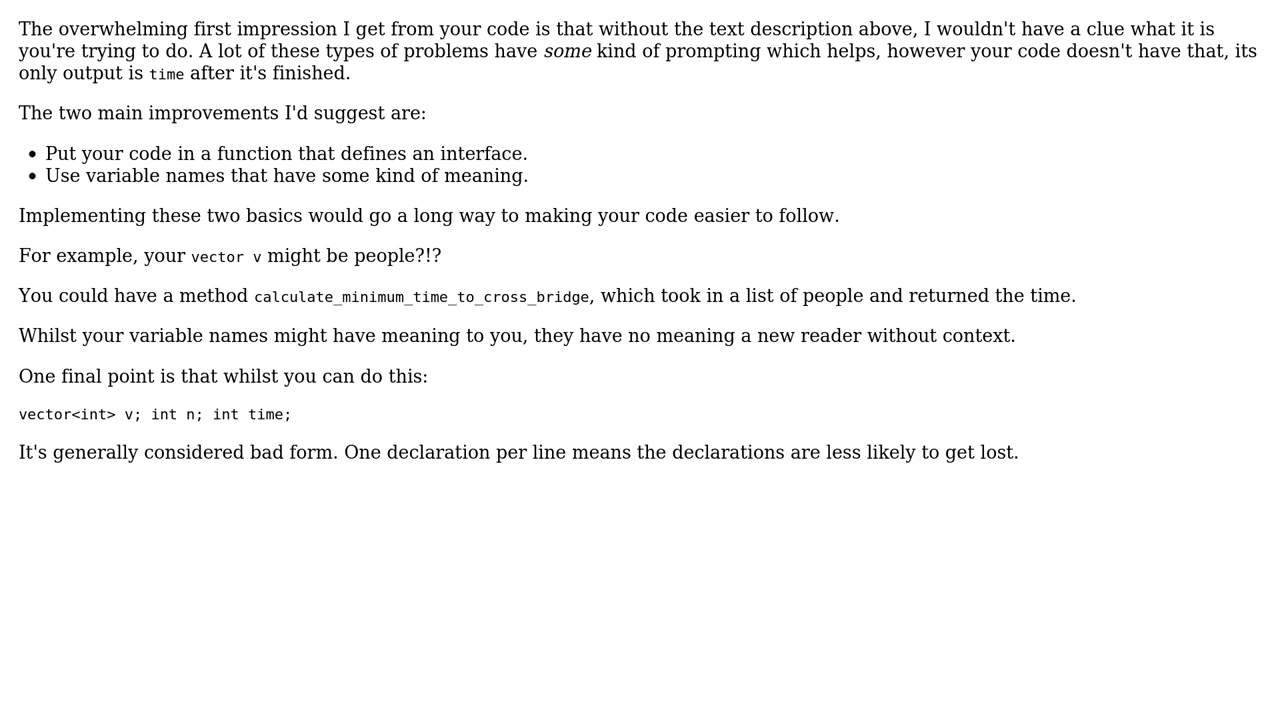 The overwhelming first impression I get from your code is that without the text description above, I wouldn't have a clue what it is
you're trying to do. A lot of these types of problems have some kind of prompting which helps, however your code doesn't have that, its
only output is time after it's finished.
The two main improvements I'd suggest are:
• Put your code in a function that defines an interface.
• Use variable names that have some kind of meaning.
Implementing these two basics would go a long way to making your code easier to follow.
For example, your vector v might be people?!?
You could have a method calculate_minimum_time_to_cross_bridge, which took in a list of people and returned the time.
Whilst your variable names might have meaning to you, they have no meaning a new reader without context.
One final point is that whilst you can do this:
vector<int> v; int n; int time;
It's generally considered bad form. One declaration per line means the declarations are less likely to get lost.